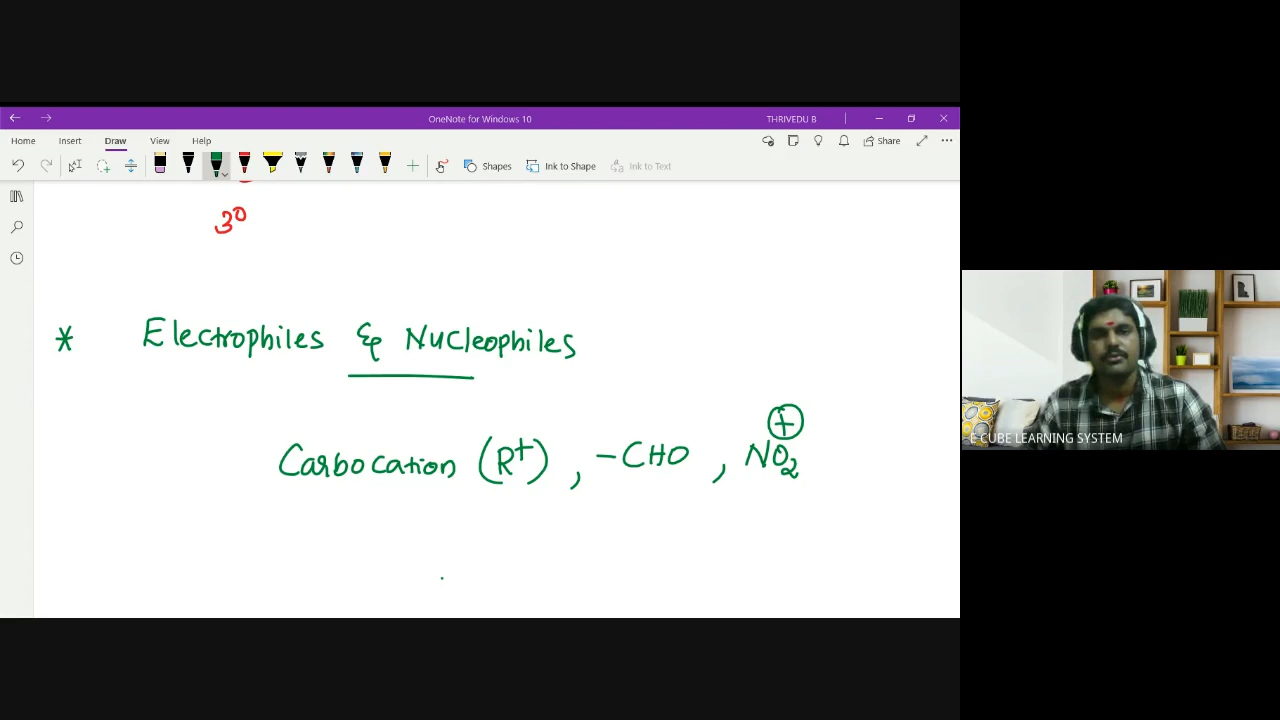 OneNote for Windows 10
THRIVEDU B
Home Insert Draw View Help
Share
Shapes Ink to Shape Ink to Text
3°
* Electrophiles & Nucleophiles
Carbocation (R+), -CHO, NO2 +
E CUBE LEARNING SYSTEM